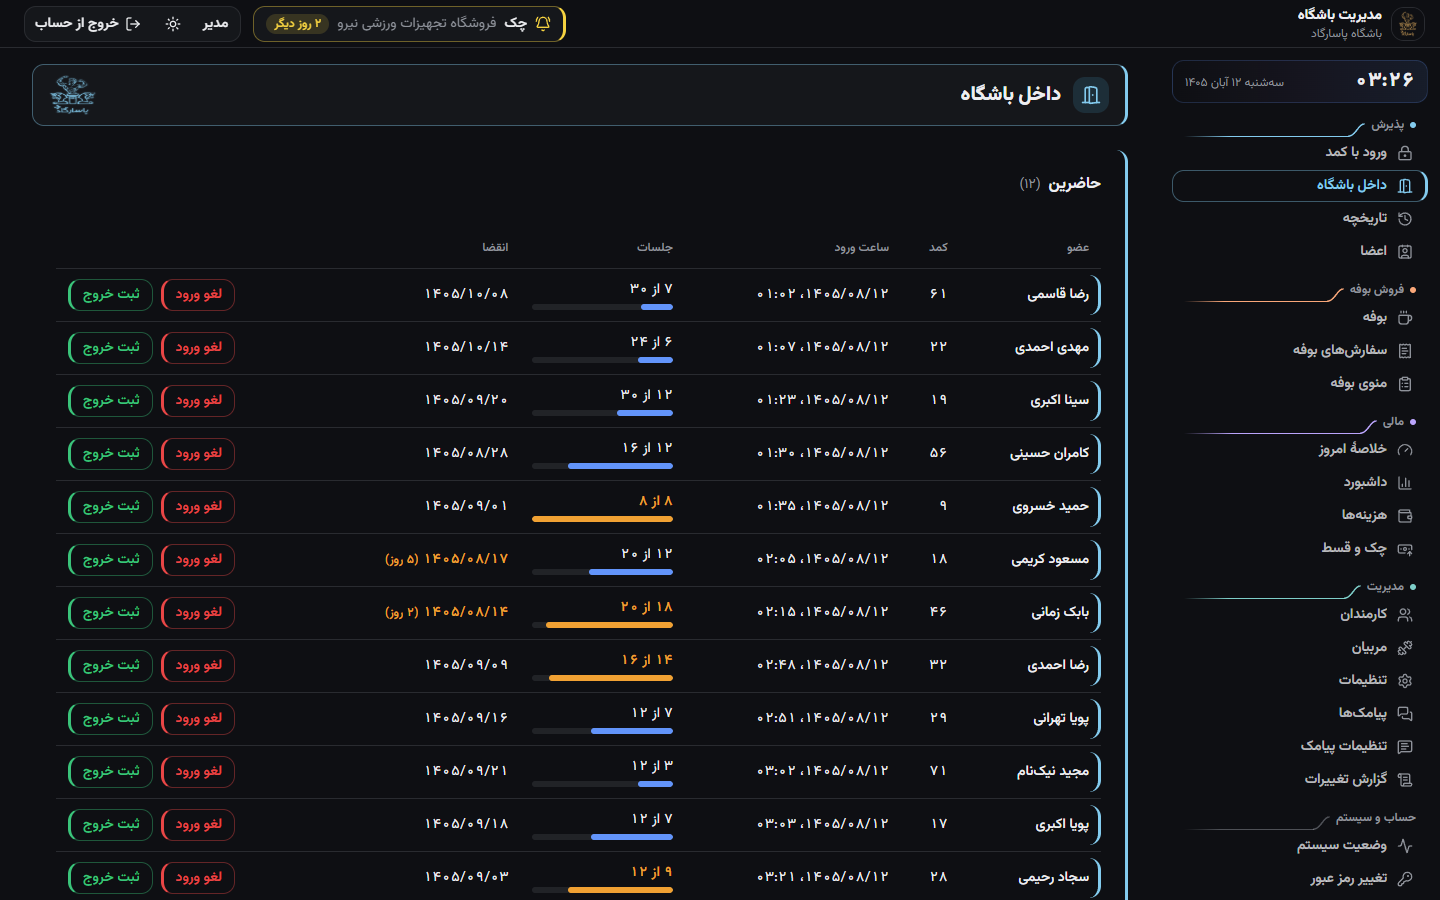 مدیریت باشگاه
باشگاه پاسارگاد
چک فروشگاه تجهیزات ورزشی نیرو ۲ روز دیگر
مدیر
خروج از حساب
۰۳:۲۶
سه‌شنبه ۱۲ آبان ۱۴۰۵
پذیرش
ورود با کمد
داخل باشگاه
تاریخچه
اعضا
فروش بوفه
بوفه
سفارش‌های بوفه
منوی بوفه
مالی
خلاصهٔ امروز
داشبورد
هزینه‌ها
چک و قسط
مدیریت
کارمندان
مربیان
تنظیمات
پیامک‌ها
تنظیمات پیامک
گزارش تغییرات
حساب و سیستم
وضعیت سیستم
تغییر رمز عبور
داخل باشگاه
پاسارگاد
حاضرین (۱۲)
عضو کمد ساعت ورود جلسات انقضا
رضا قاسمی ۶۱ ۱۴۰۵/۰۸/۱۲، ۰۱:۰۲ ۷ از ۳۰ ۱۴۰۵/۱۰/۰۸ لغو ورود ثبت خروج
مهدی احمدی ۲۲ ۱۴۰۵/۰۸/۱۲، ۰۱:۰۷ ۶ از ۲۴ ۱۴۰۵/۱۰/۱۴ لغو ورود ثبت خروج
سینا اکبری ۱۹ ۱۴۰۵/۰۸/۱۲، ۰۱:۲۳ ۱۲ از ۳۰ ۱۴۰۵/۰۹/۲۰ لغو ورود ثبت خروج
کامران حسینی ۵۶ ۱۴۰۵/۰۸/۱۲، ۰۱:۳۰ ۱۲ از ۱۶ ۱۴۰۵/۰۸/۲۸ لغو ورود ثبت خروج
حمید خسروی ۹ ۱۴۰۵/۰۸/۱۲، ۰۱:۳۵ ۸ از ۸ ۱۴۰۵/۰۹/۰۱ لغو ورود ثبت خروج
مسعود کریمی ۱۸ ۱۴۰۵/۰۸/۱۲، ۰۲:۰۵ ۱۲ از ۲۰ ۱۴۰۵/۰۸/۱۷ (۵ روز) لغو ورود ثبت خروج
بابک زمانی ۴۶ ۱۴۰۵/۰۸/۱۲، ۰۲:۱۵ ۱۸ از ۲۰ ۱۴۰۵/۰۸/۱۴ (۲ روز) لغو ورود ثبت خروج
رضا احمدی ۳۲ ۱۴۰۵/۰۸/۱۲، ۰۲:۴۸ ۱۴ از ۱۶ ۱۴۰۵/۰۹/۰۹ لغو ورود ثبت خروج
پویا تهرانی ۲۹ ۱۴۰۵/۰۸/۱۲، ۰۲:۵۱ ۷ از ۱۲ ۱۴۰۵/۰۹/۱۶ لغو ورود ثبت خروج
مجید نیک‌نام ۷۱ ۱۴۰۵/۰۸/۱۲، ۰۳:۰۲ ۳ از ۱۲ ۱۴۰۵/۰۹/۲۱ لغو ورود ثبت خروج
پویا اکبری ۱۷ ۱۴۰۵/۰۸/۱۲، ۰۳:۰۳ ۷ از ۱۲ ۱۴۰۵/۰۹/۱۸ لغو ورود ثبت خروج
سجاد رحیمی ۲۸ ۱۴۰۵/۰۸/۱۲، ۰۳:۲۱ ۹ از ۱۲ ۱۴۰۵/۰۹/۰۳ لغو ورود ثبت خروج